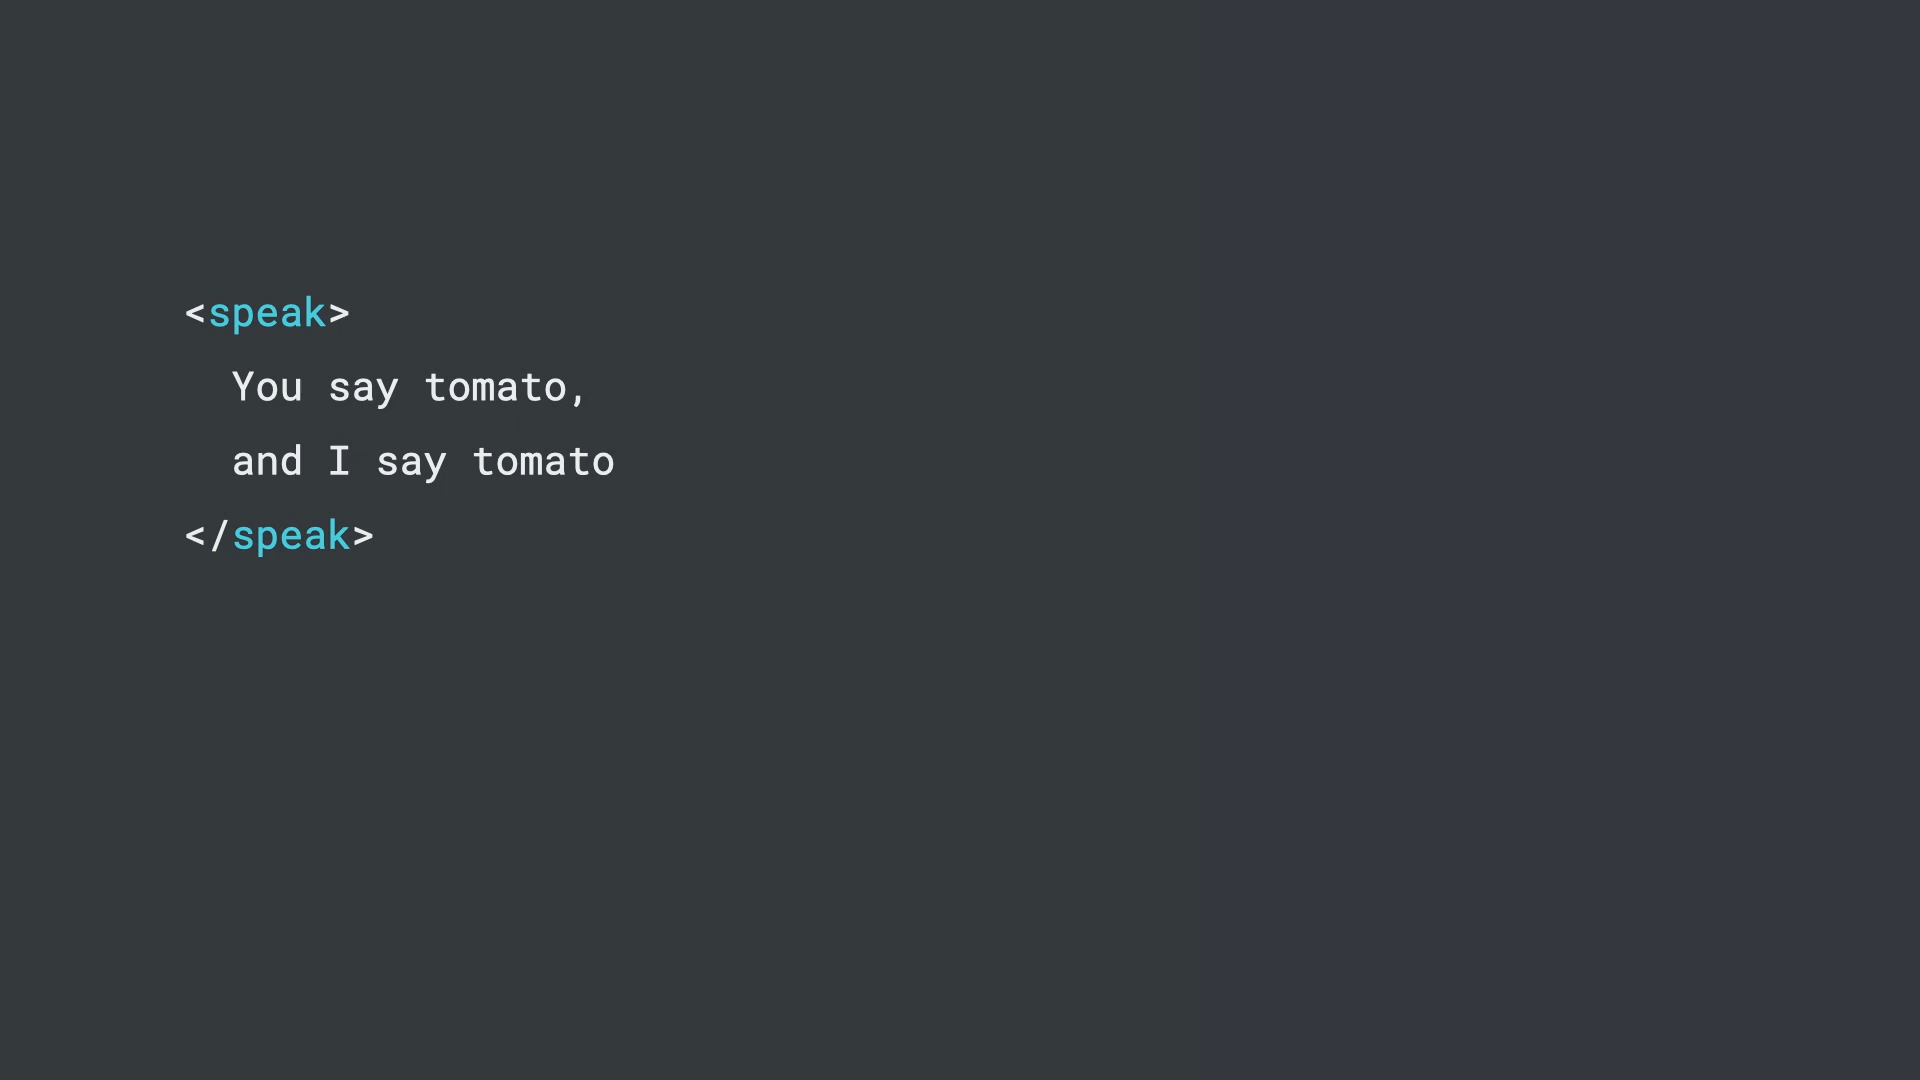 <speak>
You say tomato,
and I say tomato
</speak>